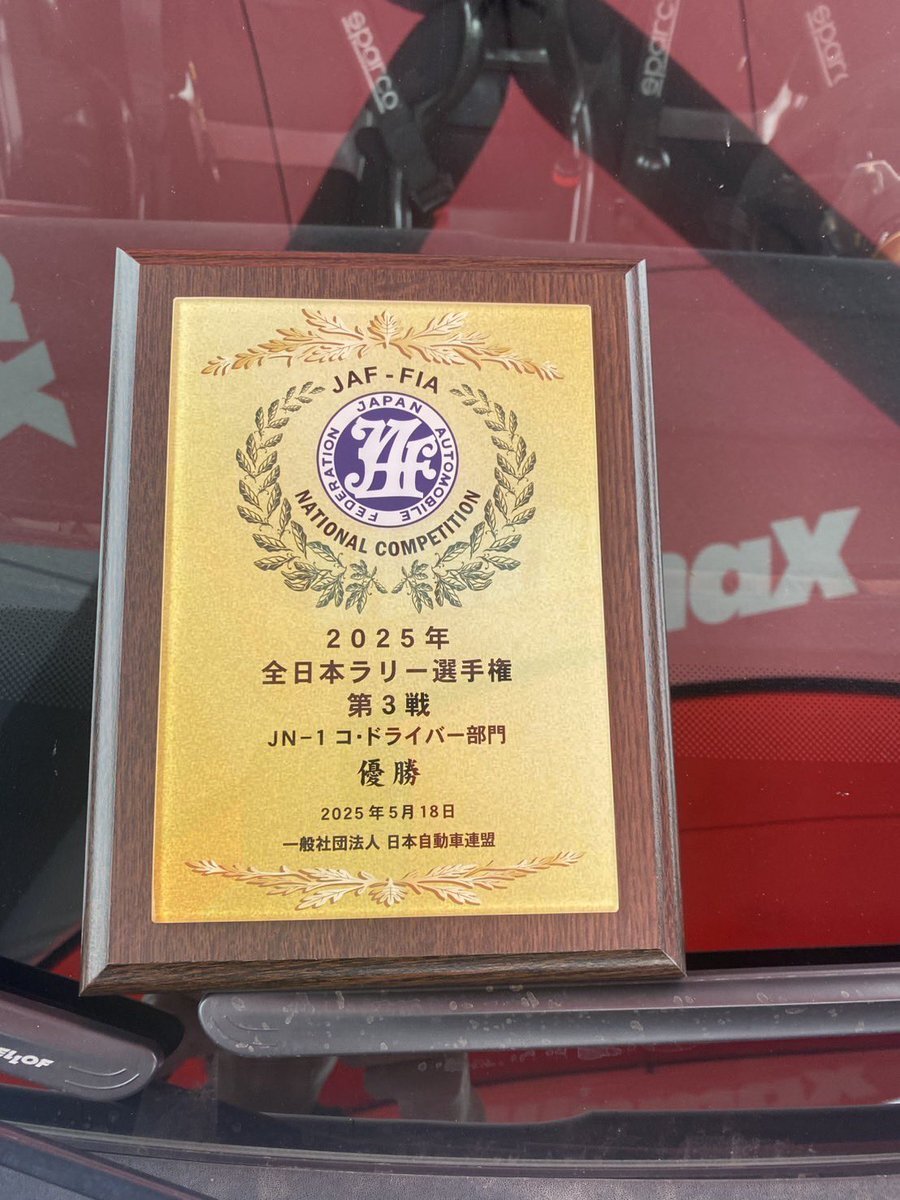 sparco
sparco
sparco
JAF-FIA
JAPAN AUTOMOBILE FEDERATION
JAF
NATIONAL COMPETITION
2025年
全日本ラリー選手権
第3戦
JN-1 コ・ドライバー部門
優勝
2025年5月18日
一般社団法人 日本自動車連盟